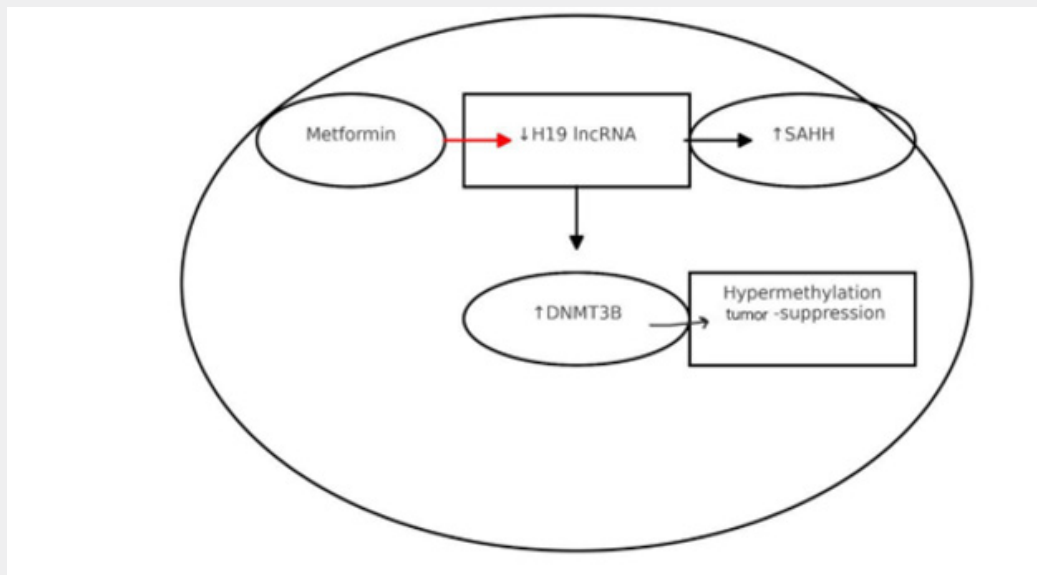 Metformin
↓H19 lncRNA
↑SAHH
↑DNMT3B
Hypermethylation
tumor -suppression